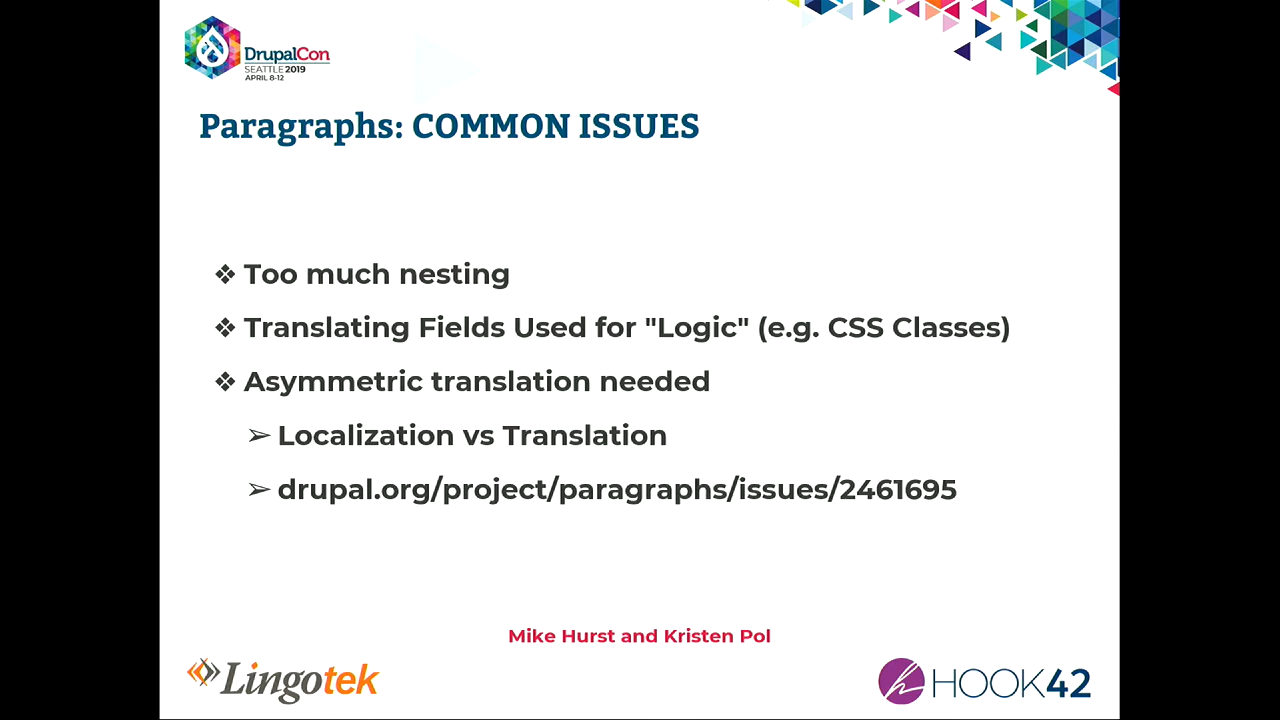 DrupalCon
SEATTLE 2019
APRIL 8-12
Paragraphs: COMMON ISSUES
❖ Too much nesting
❖ Translating Fields Used for "Logic" (e.g. CSS Classes)
❖ Asymmetric translation needed
➢ Localization vs Translation
➢ drupal.org/project/paragraphs/issues/2461695
Mike Hurst and Kristen Pol
Lingotek
HOOK42